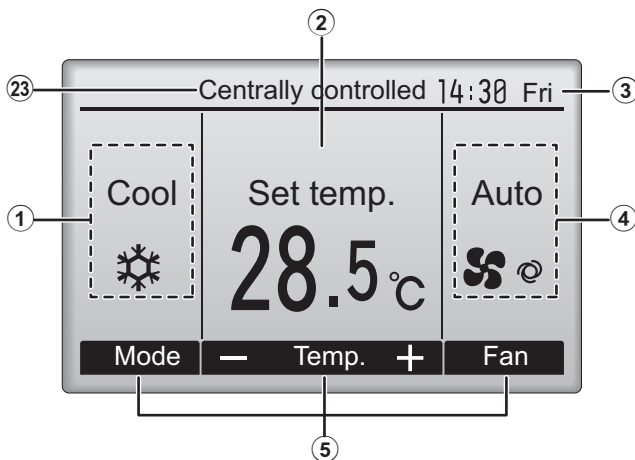 2
23 Centrally controlled 14:30 Fri 3
1 Cool Set temp. Auto 4
28.5°C
Mode − Temp. + Fan
5